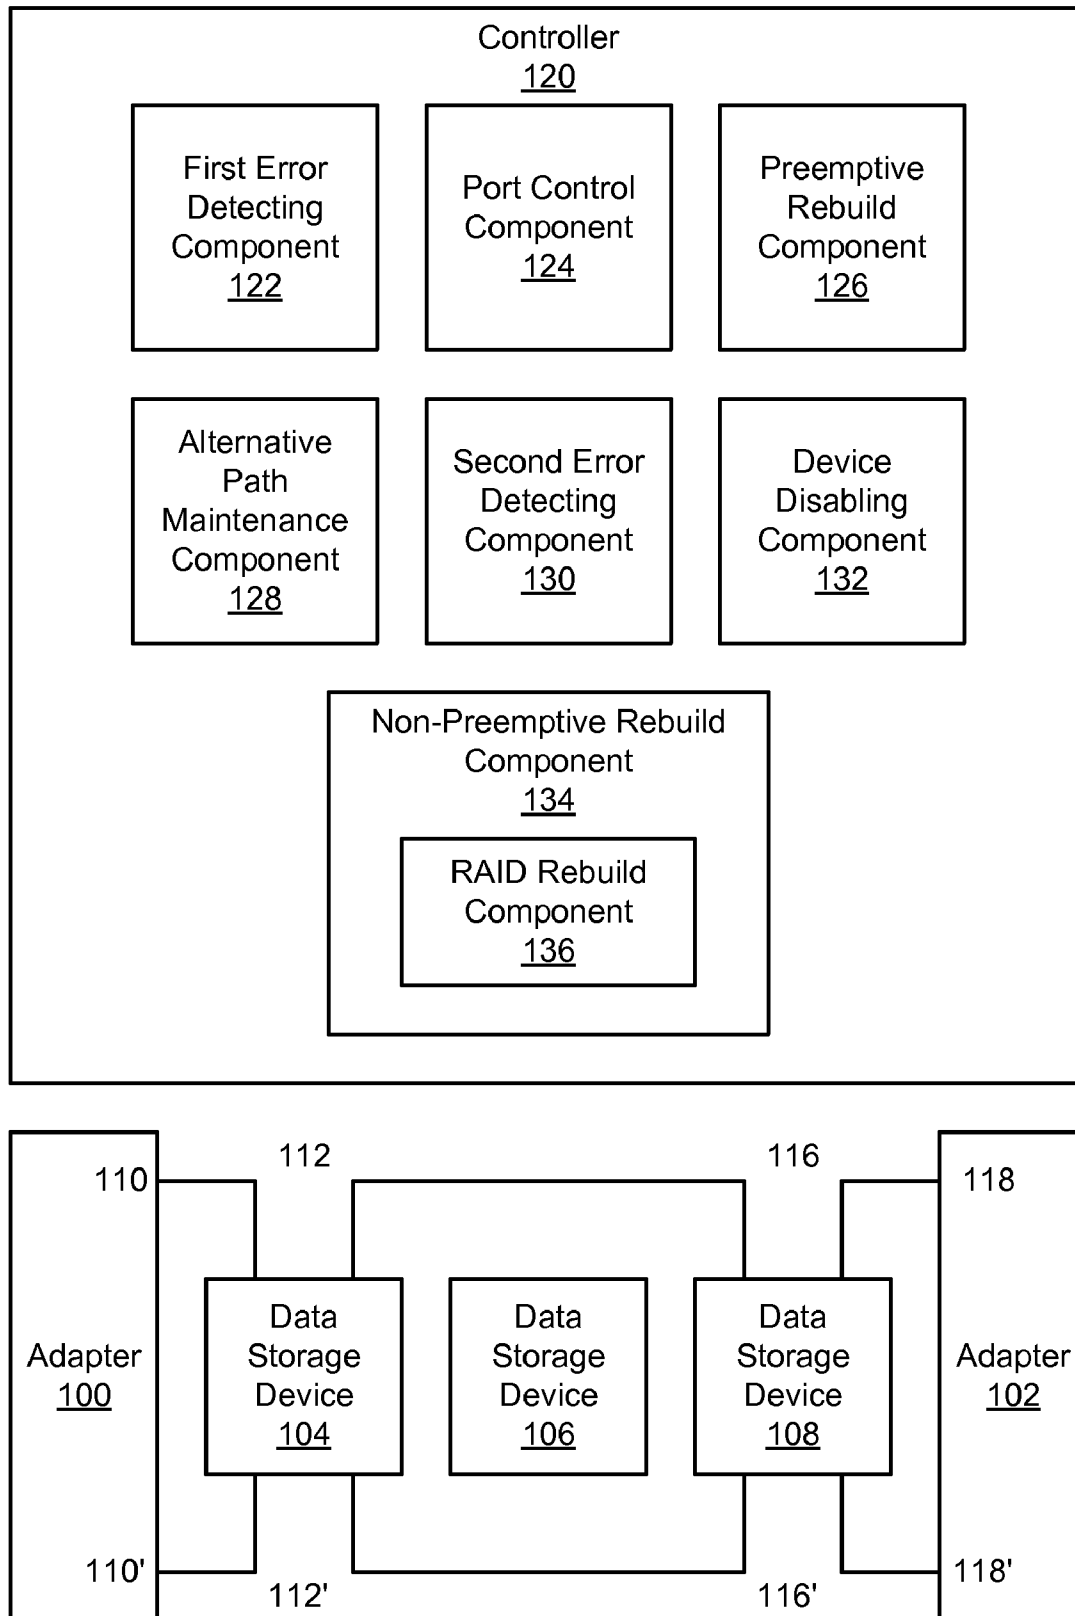 Controller
120
First Error
Detecting
Component
122
Port Control
Component
124
Preemptive
Rebuild
Component
126
Alternative
Path
Maintenance
Component
128
Second Error
Detecting
Component
130
Device
Disabling
Component
132
Non-Preemptive Rebuild
Component
134
RAID Rebuild
Component
136
110
112
116
118
Adapter
100
Data
Storage
Device
104
Data
Storage
Device
106
Data
Storage
Device
108
Adapter
102
110'
112'
116'
118'